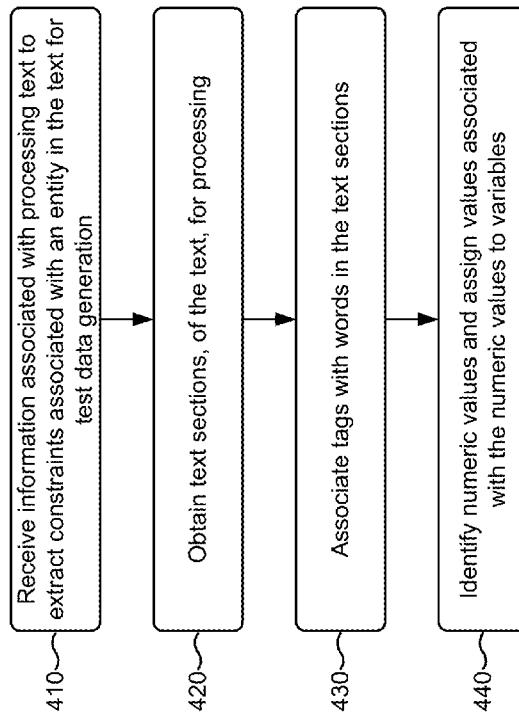 410
Receive information associated with processing text to
extract constraints associated with an entity in the text for
test data generation
420
Obtain text sections, of the text, for processing
430
Associate tags with words in the text sections
440
Identify numeric values and assign values associated
with the numeric values to variables